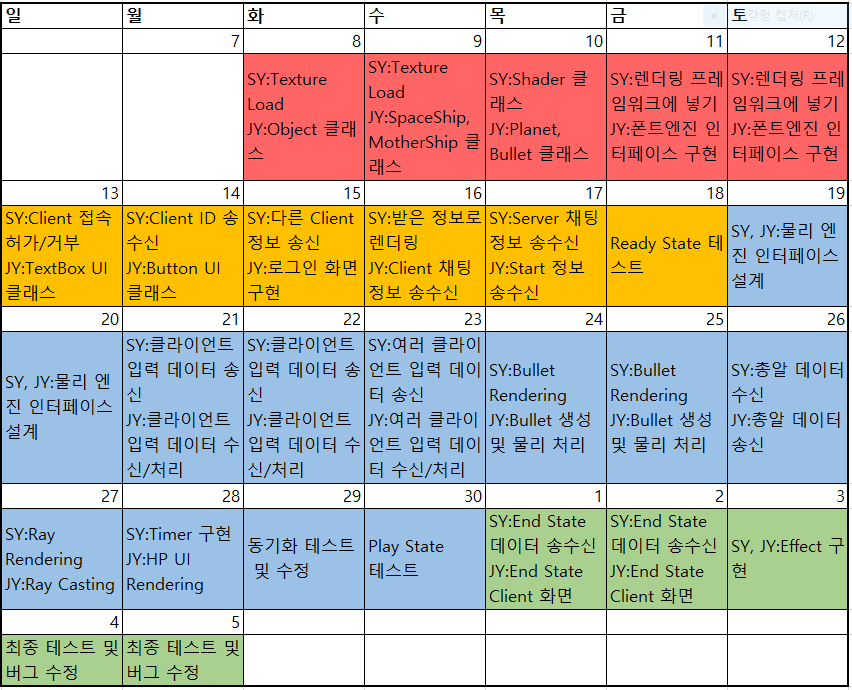 일 월 화 수 목 금 토
7 8 9 10 11 12
SY:Texture
Load
JY:Object 클래
스
SY:Texture
Load
JY:SpaceShip,
MotherShip 클
래스
SY:Shader 클
래스
JY:Planet,
Bullet 클래스
SY:렌더링 프레
임워크에 넣기
JY:폰트엔진 인
터페이스 구현
SY:렌더링 프레
임워크에 넣기
JY:폰트엔진 인
터페이스 구현
13 14 15 16 17 18 19
SY:Client 접속
허가/거부
JY:TextBox UI
클래스
SY:Client ID 송
수신
JY:Button UI
클래스
SY:다른 Client
정보 송신
JY:로그인 화면
구현
SY:받은 정보로
렌더링
JY:Client 채팅
정보 송수신
SY:Server 채팅
정보 송수신
JY:Start 정보
송수신
Ready State 테
스트
SY, JY:물리 엔
진 인터페이스
설계
20 21 22 23 24 25 26
SY, JY:물리 엔
진 인터페이스
설계
SY:클라이언트
입력 데이터 송
신
JY:클라이언트
입력 데이터 수
신/처리
SY:클라이언트
입력 데이터 송
신
JY:클라이언트
입력 데이터 수
신/처리
SY:여러 클라이
언트 입력 데이
터 송신
JY:여러 클라이
언트 입력 데이
터 수신/처리
SY:Bullet
Rendering
JY:Bullet 생성
및 물리 처리
SY:Bullet
Rendering
JY:Bullet 생성
및 물리 처리
SY:총알 데이터
수신
JY:총알 데이터
송신
27 28 29 30 1 2 3
SY:Ray
Rendering
JY:Ray Casting
SY:Timer 구현
JY:HP UI
Rendering
동기화 테스트
및 수정
Play State
테스트
SY:End State
데이터 송수신
JY:End State
Client 화면
SY:End State
데이터 송수신
JY:End State
Client 화면
SY, JY:Effect 구
현
4 5
최종 테스트 및
버그 수정
최종 테스트 및
버그 수정